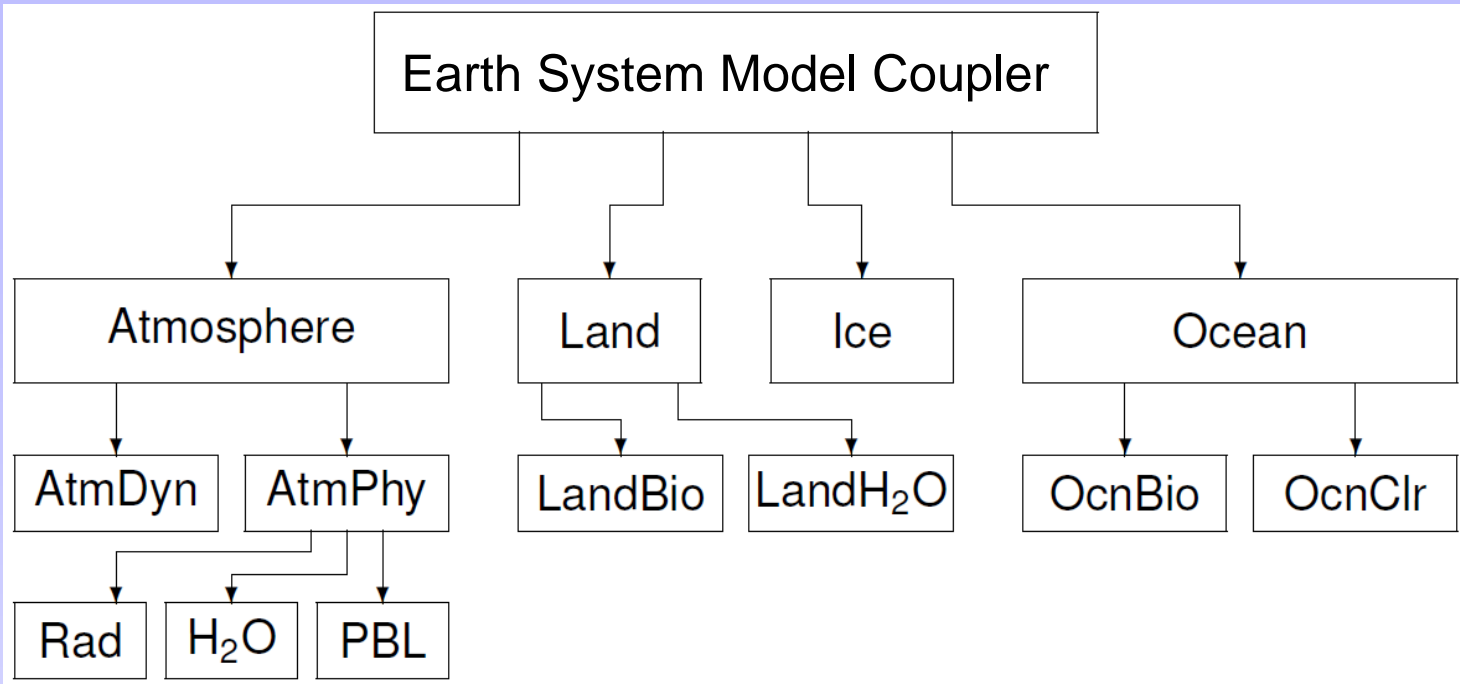 Earth System Model Coupler
Atmosphere
Land
Ice
Ocean
AtmDyn
AtmPhy
LandBio
LandH₂O
OcnBio
OcnClr
Rad
H₂O
PBL